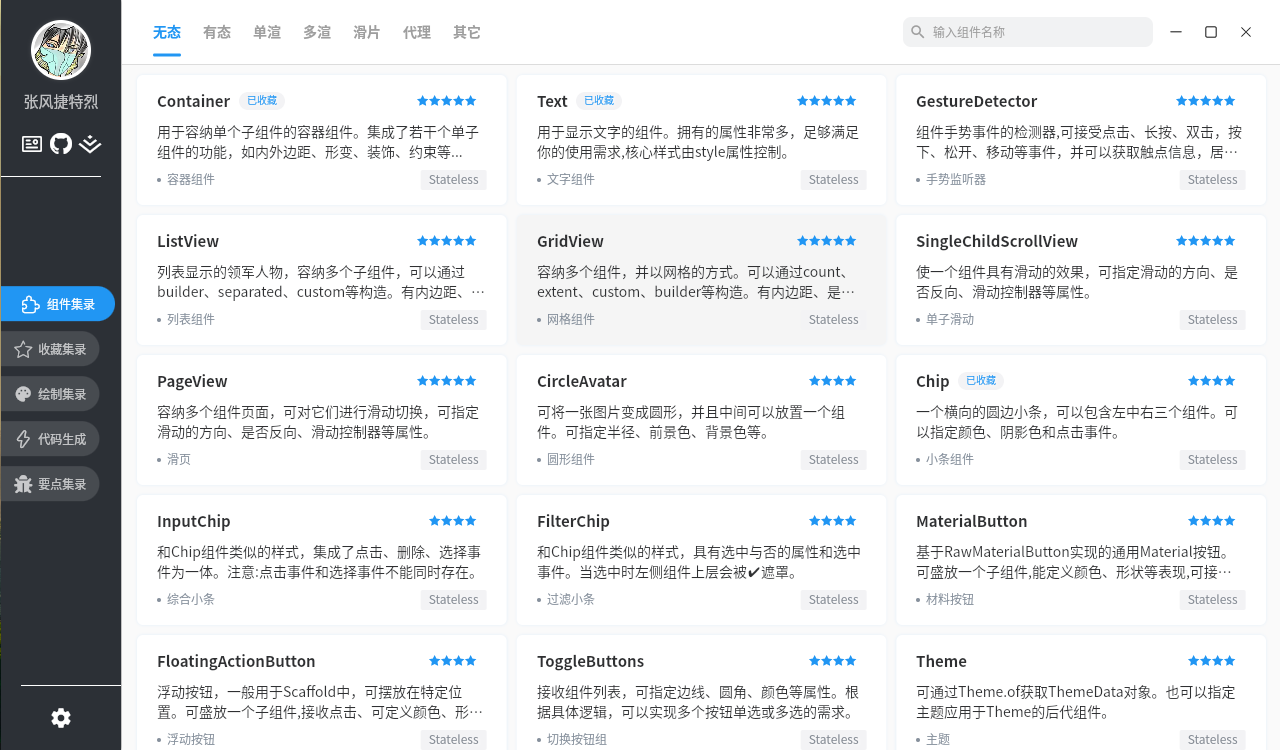 张风捷特烈
组件集录
收藏集录
绘制集录
代码生成
要点集录
无态 有态 单渲 多渲 滑片 代理 其它
输入组件名称
Container 已收藏
用于容纳单个子组件的容器组件。集成了若干个单子
组件的功能，如内外边距、形变、装饰、约束等...
容器组件 Stateless
Text 已收藏
用于显示文字的组件。拥有的属性非常多，足够满足
你的使用需求,核心样式由style属性控制。
文字组件 Stateless
GestureDetector
组件手势事件的检测器,可接受点击、长按、双击，按
下、松开、移动等事件，并可以获取触点信息，居…
手势监听器 Stateless
ListView
列表显示的领军人物，容纳多个子组件，可以通过
builder、separated、custom等构造。有内边距、…
列表组件 Stateless
GridView
容纳多个组件，并以网格的方式。可以通过count、
extent、custom、builder等构造。有内边距、是…
网格组件 Stateless
SingleChildScrollView
使一个组件具有滑动的效果，可指定滑动的方向、是
否反向、滑动控制器等属性。
单子滑动 Stateless
PageView
容纳多个组件页面，可对它们进行滑动切换，可指定
滑动的方向、是否反向、滑动控制器等属性。
滑页 Stateless
CircleAvatar
可将一张图片变成圆形，并且中间可以放置一个组
件。可指定半径、前景色、背景色等。
圆形组件 Stateless
Chip 已收藏
一个横向的圆边小条，可以包含左中右三个组件。可
以指定颜色、阴影色和点击事件。
小条组件 Stateless
InputChip
和Chip组件类似的样式，集成了点击、删除、选择事
件为一体。注意:点击事件和选择事件不能同时存在。
综合小条 Stateless
FilterChip
和Chip组件类似的样式，具有选中与否的属性和选中
事件。当选中时左侧组件上层会被✔遮罩。
过滤小条 Stateless
MaterialButton
基于RawMaterialButton实现的通用Material按钮。
可盛放一个子组件,能定义颜色、形状等表现,可接…
材料按钮 Stateless
FloatingActionButton
浮动按钮，一般用于Scaffold中，可摆放在特定位
置。可盛放一个子组件,接收点击、可定义颜色、形…
浮动按钮 Stateless
ToggleButtons
接收组件列表，可指定边线、圆角、颜色等属性。根
据具体逻辑，可以实现多个按钮单选或多选的需求。
切换按钮组 Stateless
Theme
可通过Theme.of获取ThemeData对象。也可以指定
主题应用于Theme的后代组件。
主题 Stateless